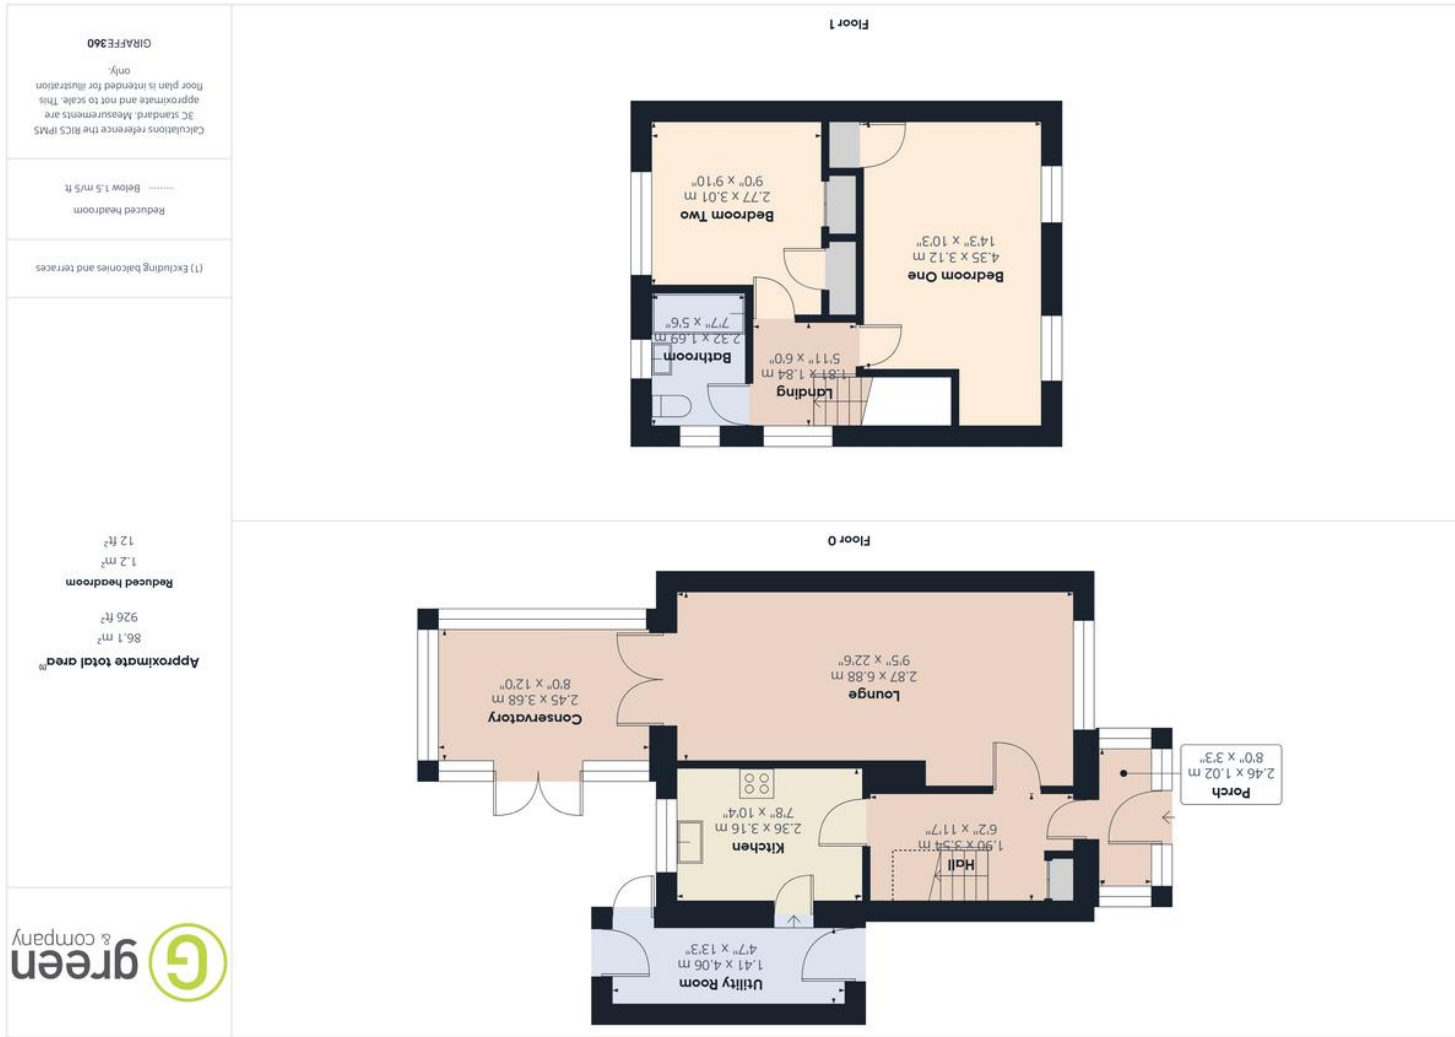 green
& company
Approximate total area(1)
86.1 m²
926 ft²
Reduced headroom
1.2 m²
12 ft²
(1) Excluding balconies and terraces
Reduced headroom
........ Below 1.5 m/5 ft
Calculations reference the RICS IPMS
3C standard. Measurements are
approximate and not to scale. This
floor plan is intended for illustration
only.
GIRAFFE360
Utility Room
1.41 x 4.06 m
4'7" x 13'3"
Porch
2.46 x 1.02 m
8'0" x 3'3"
Hall
1.90 x 3.54 m
6'2" x 11'7"
Kitchen
2.36 x 3.16 m
7'8" x 10'4"
Lounge
2.87 x 6.88 m
9'5" x 22'6"
Conservatory
2.45 x 3.68 m
8'0" x 12'0"
Floor 0
Landing
1.81 x 1.84 m
5'11" x 6'0"
Bathroom
2.32 x 1.69 m
7'7" x 5'6"
Bedroom One
4.35 x 3.12 m
14'3" x 10'3"
Bedroom Two
2.77 x 3.01 m
9'0" x 9'10"
Floor 1